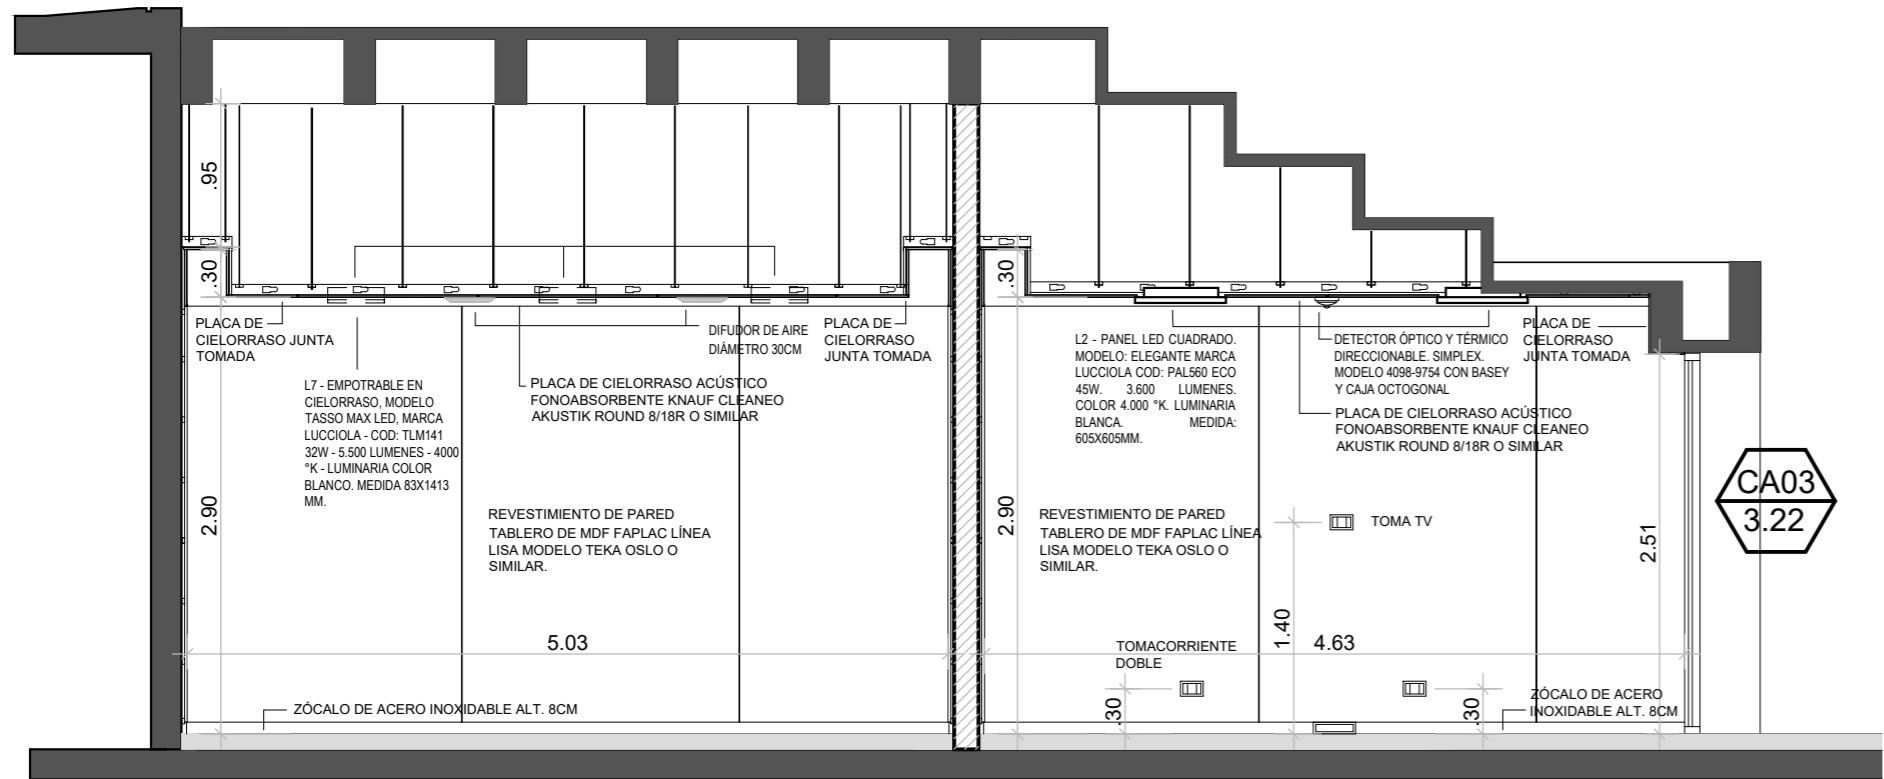 .95
.30
.30
PLACA DE
CIELORRASO JUNTA
TOMADA
DIFUDOR DE AIRE
DIÁMETRO 30CM
PLACA DE
CIELORRASO
JUNTA TOMADA
L7 - EMPOTRABLE EN
CIELORRASO, MODELO
TASSO MAX LED, MARCA
LUCCIOLA - COD: TLM141
32W - 5.500 LUMENES - 4000
°K - LUMINARIA COLOR
BLANCO. MEDIDA 83X1413
MM.
PLACA DE CIELORRASO ACÚSTICO
FONOABSORBENTE KNAUF CLEANEO
AKUSTIK ROUND 8/18R O SIMILAR
L2 - PANEL LED CUADRADO.
MODELO: ELEGANTE MARCA
LUCCIOLA COD: PAL560 ECO
45W. 3.600 LUMENES.
COLOR 4.000 °K. LUMINARIA
BLANCA. MEDIDA:
605X605MM.
DETECTOR ÓPTICO Y TÉRMICO
DIRECCIONABLE. SIMPLEX.
MODELO 4098-9754 CON BASEY
Y CAJA OCTOGONAL
PLACA DE
CIELORRASO
JUNTA TOMADA
PLACA DE CIELORRASO ACÚSTICO
FONOABSORBENTE KNAUF CLEANEO
AKUSTIK ROUND 8/18R O SIMILAR
CA03
3.22
2.90
REVESTIMIENTO DE PARED
TABLERO DE MDF FAPLAC LÍNEA
LISA MODELO TEKA OSLO O
SIMILAR.
2.90
REVESTIMIENTO DE PARED
TABLERO DE MDF FAPLAC LÍNEA
LISA MODELO TEKA OSLO O
SIMILAR.
TOMA TV
2.51
5.03
1.40
4.63
TOMACORRIENTE
DOBLE
ZÓCALO DE ACERO INOXIDABLE ALT. 8CM
.30
.30
ZÓCALO DE ACERO
INOXIDABLE ALT. 8CM